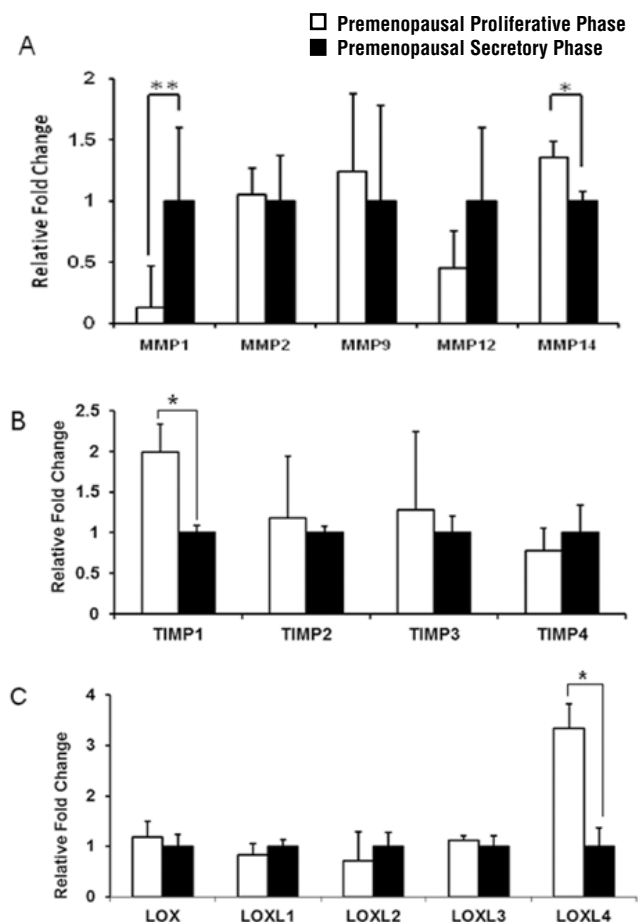 Premenopausal Proliferative Phase
Premenopausal Secretory Phase
A
Relative Fold Change
2
1.5
1
0.5
0
**
*
MMP1 MMP2 MMP9 MMP12 MMP14
B
Relative Fold Change
2.5
2
1.5
1
0.5
0
*
TIMP1 TIMP2 TIMP3 TIMP4
C
Relative Fold Change
4
3
2
1
0
*
LOX LOXL1 LOXL2 LOXL3 LOXL4